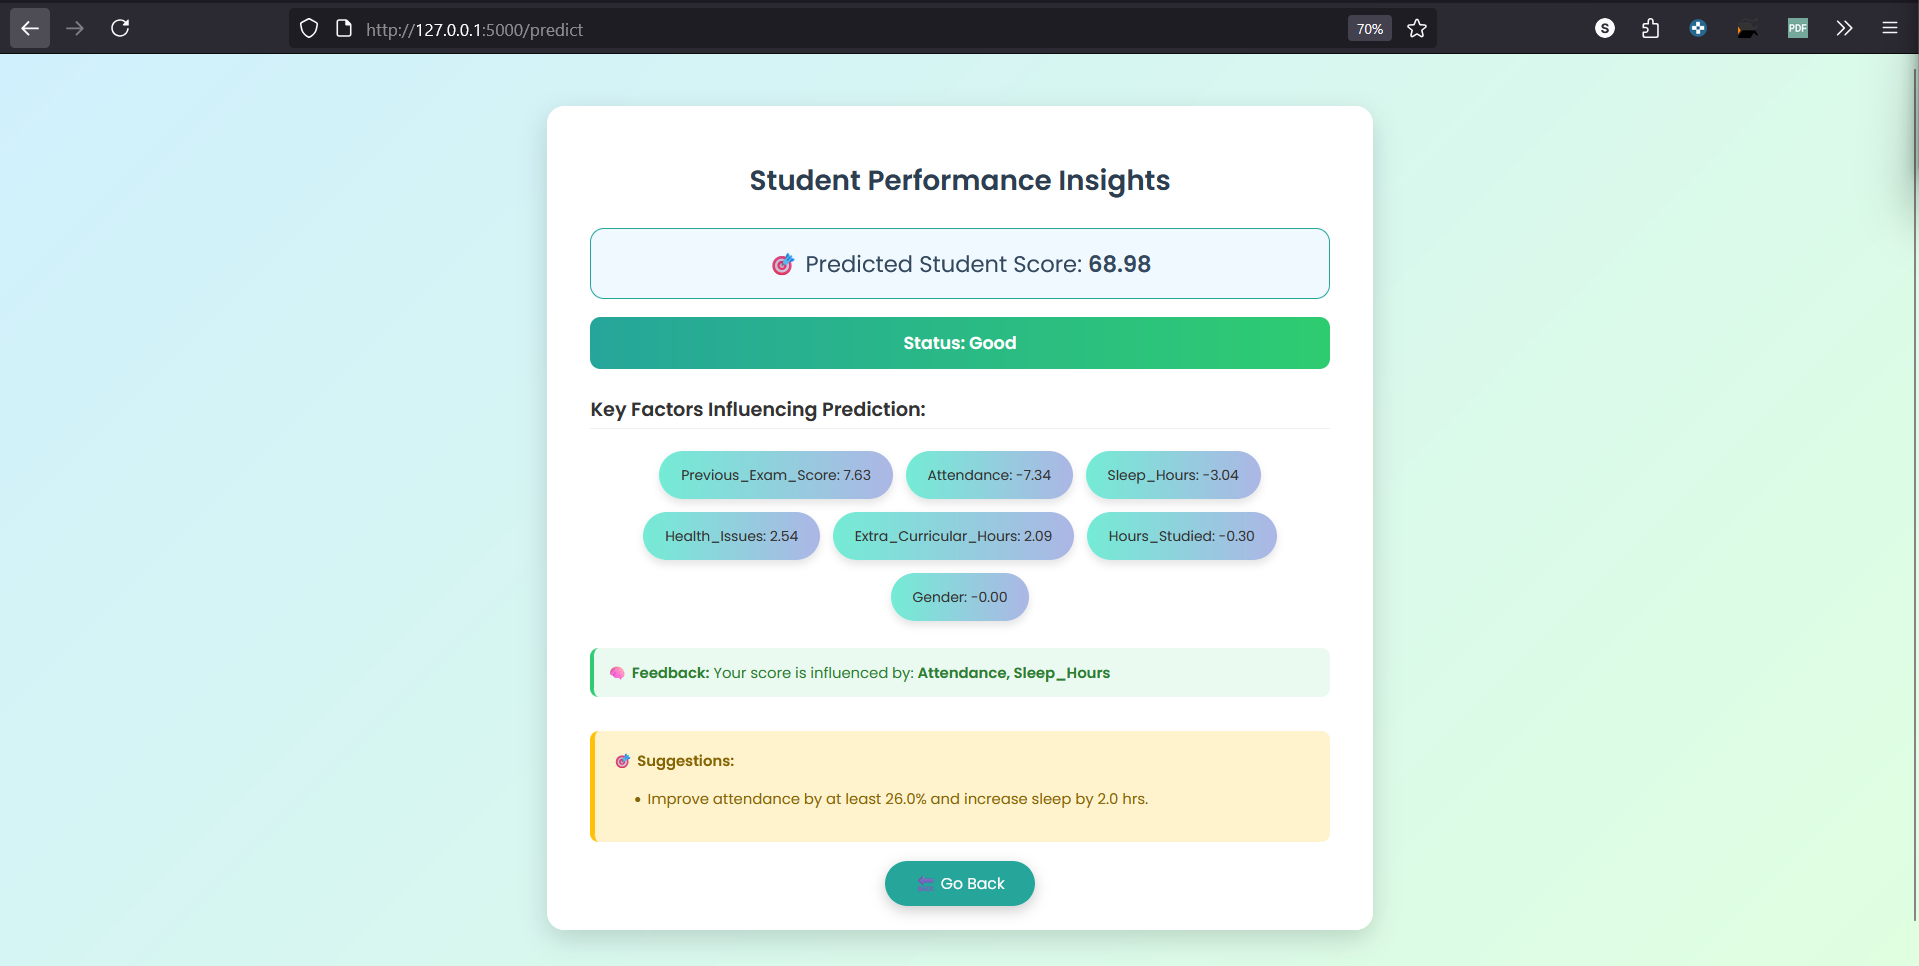 http://127.0.0.1:5000/predict
70%
S
PDF
Student Performance Insights
🎯 Predicted Student Score: 68.98
Status: Good
Key Factors Influencing Prediction:
Previous_Exam_Score: 7.63
Attendance: -7.34
Sleep_Hours: -3.04
Health_Issues: 2.54
Extra_Curricular_Hours: 2.09
Hours_Studied: -0.30
Gender: -0.00
🧠 Feedback: Your score is influenced by: Attendance, Sleep_Hours
🎯 Suggestions:
• Improve attendance by at least 26.0% and increase sleep by 2.0 hrs.
Go Back